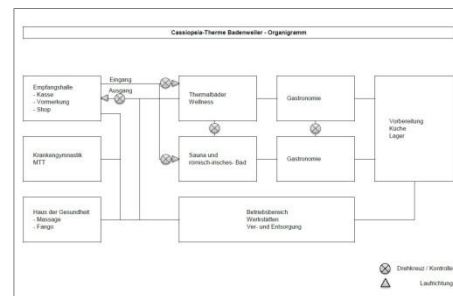 Cassiopeia-Therme Badenweiler - Organigramm
Eingang
Ausgang
Empfangshalle
- Kasse
- Vormerkung
- Shop
Thermalbäder
Wellness
Gastronomie
Vorbereitung
Küche
Lager
Krankengymnastik
MTT
Sauna und
römisch-irisches- Bad
Gastronomie
Haus der Gesundheit
- Massage
- Fango
Betriebsbereich
Werkstätten
Ver- und Entsorgung
Drehkreuz / Kontrolle
Laufrichtung